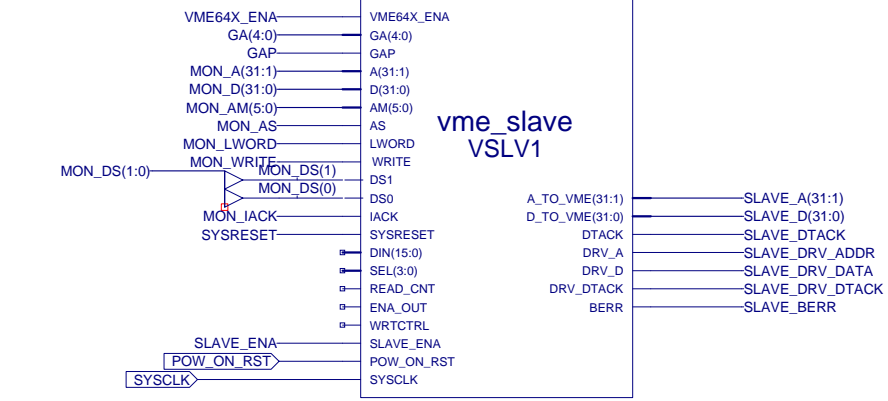 VME64X_ENA VME64X_ENA
GA(4:0) GA(4:0)
GAP GAP
MON_A(31:1) A(31:1)
MON_D(31:0) D(31:0)
MON_AM(5:0) AM(5:0)
MON_AS AS
vme_slave
MON_LWORD LWORD
VSLV1
MON_WRITE WRITE
MON_DS(1:0) MON_DS(1) DS1
MON_DS(0) DS0
A_TO_VME(31:1) SLAVE_A(31:1)
MON_IACK IACK
D_TO_VME(31:0) SLAVE_D(31:0)
SYSRESET SYSRESET
DTACK SLAVE_DTACK
DIN(15:0)
DRV_A SLAVE_DRV_ADDR
SEL(3:0)
DRV_D SLAVE_DRV_DATA
READ_CNT
DRV_DTACK SLAVE_DRV_DTACK
ENA_OUT
BERR SLAVE_BERR
WRTCTRL
SLAVE_ENA SLAVE_ENA
POW_ON_RST POW_ON_RST
SYSCLK SYSCLK